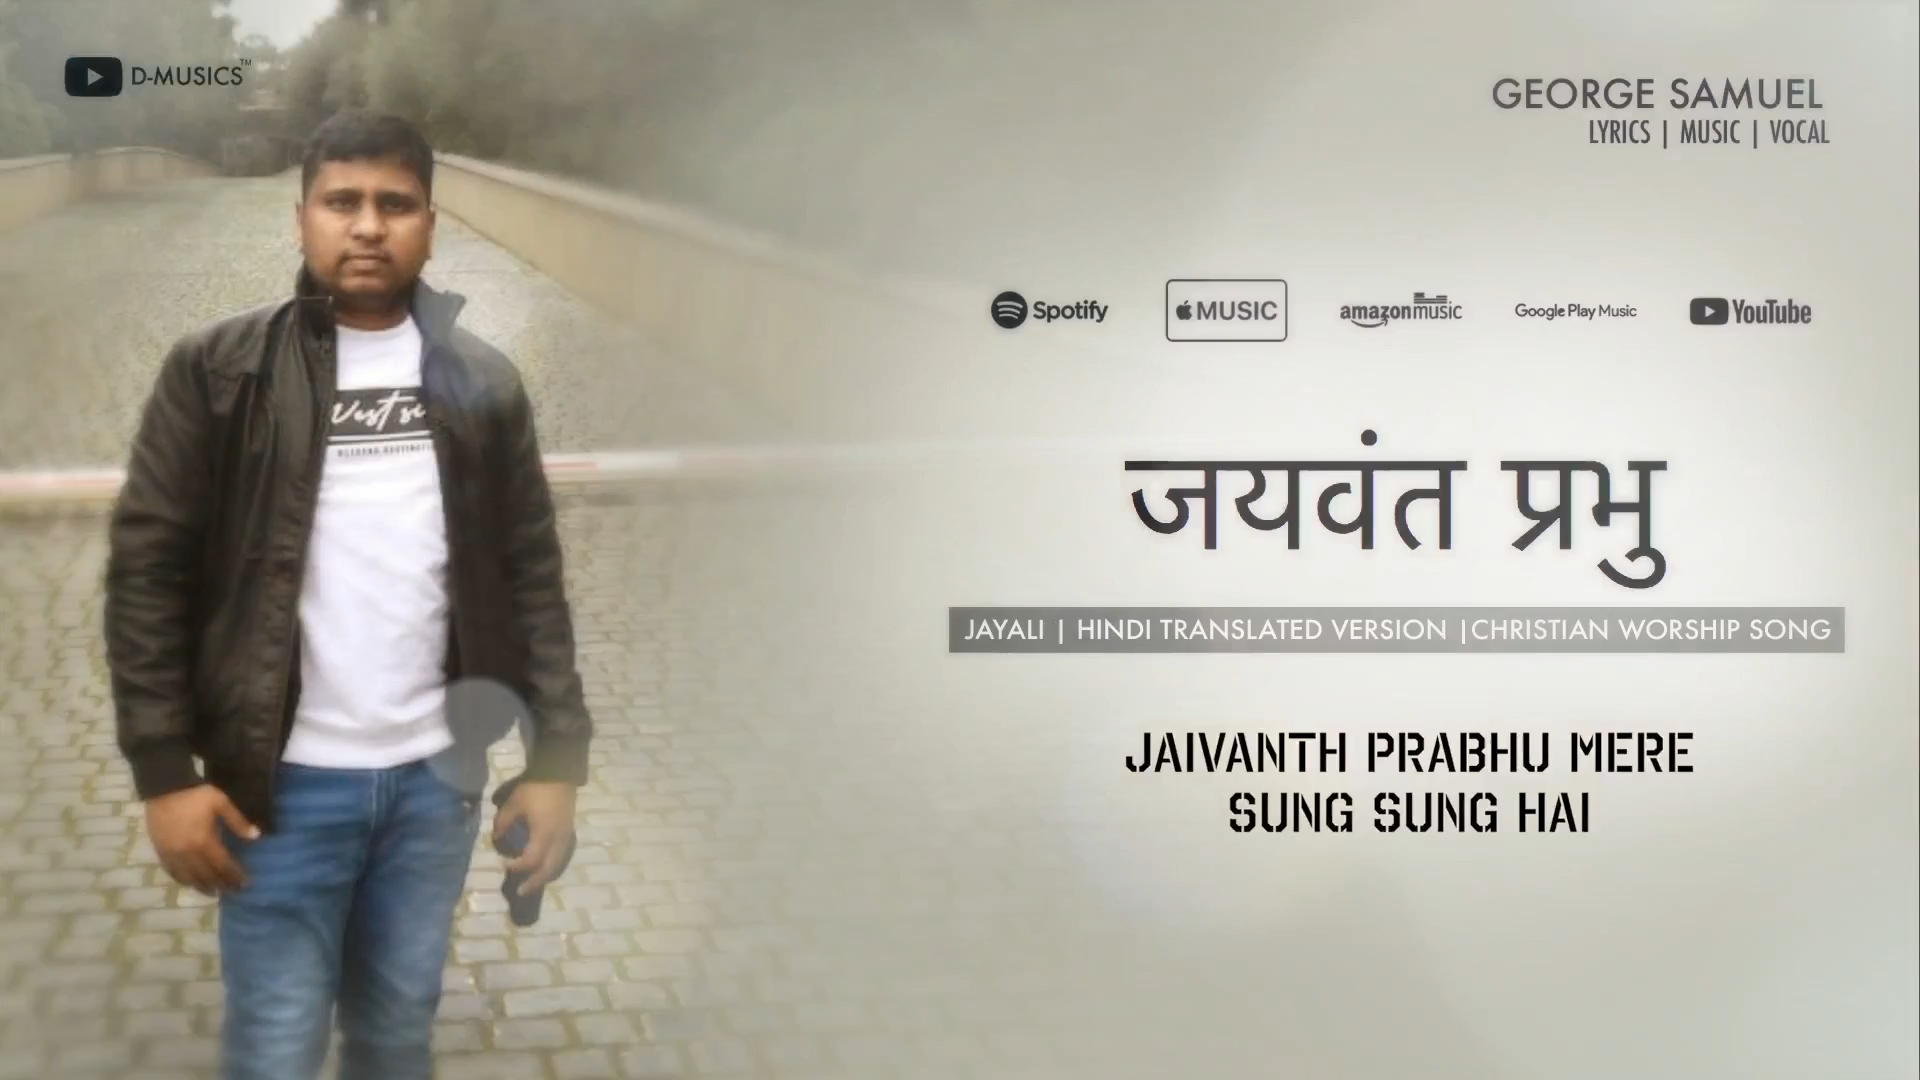 D-MUSICS™
GEORGE SAMUEL
LYRICS | MUSIC | VOCAL
Spotify
MUSIC
amazonmusic
Google Play Music
YouTube
जयवंत प्रभु
JAYALI | HINDI TRANSLATED VERSION |CHRISTIAN WORSHIP SONG
JAIVANTH PRABHU MERE
SUNG SUNG HAI